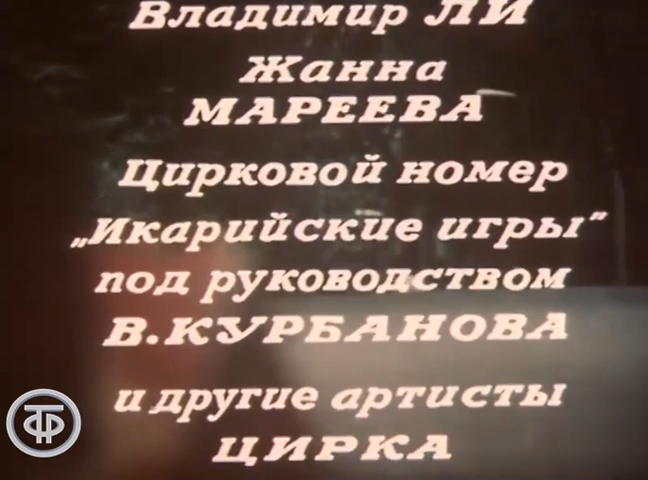 Владимир ЛИ
Жанна
МАРЕЕВА
Цирковой номер
„Икарийские игры”
под руководством
В.КУРБАНОВА
и другие артисты
ЦИРКА